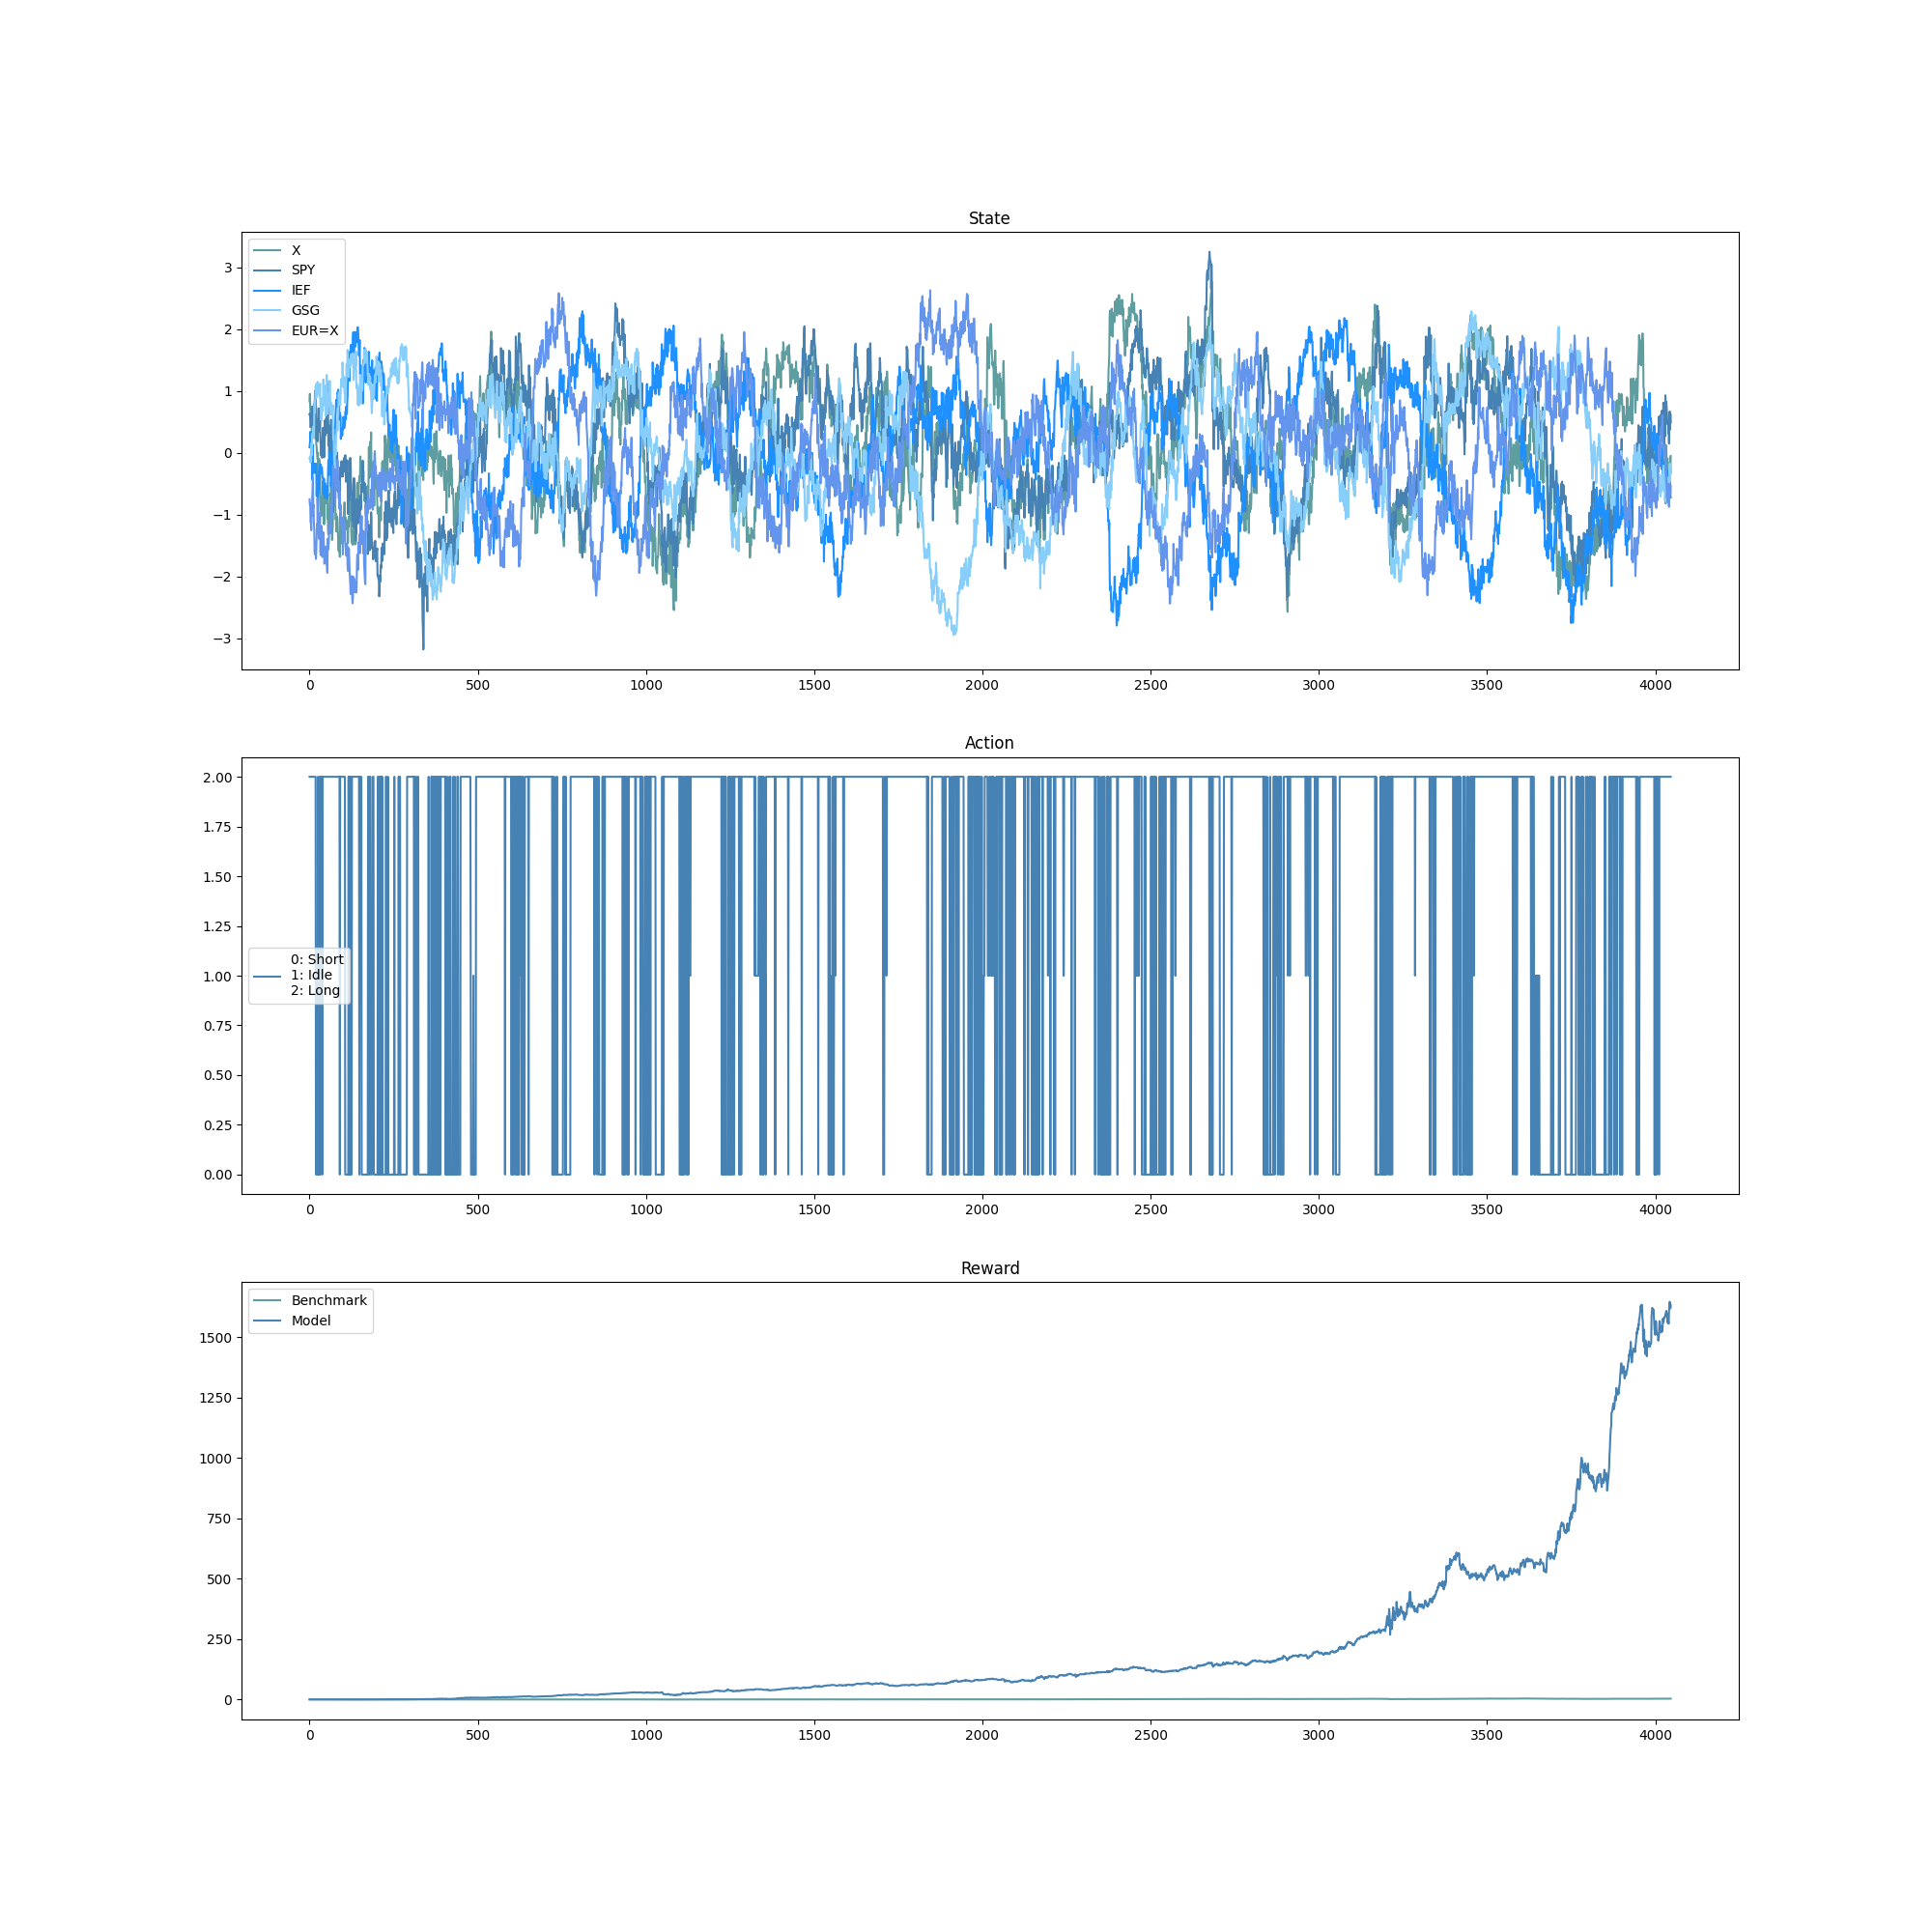 State
X
SPY
IEF
GSG
EUR=X
3
2
1
0
−1
−2
−3
0 500 1000 1500 2000 2500 3000 3500 4000
Action
2.00
1.75
1.50
1.25
1.00
0.75
0.50
0.25
0.00
0: Short
1: Idle
2: Long
0 500 1000 1500 2000 2500 3000 3500 4000
Reward
Benchmark
Model
1500
1250
1000
750
500
250
0
0 500 1000 1500 2000 2500 3000 3500 4000